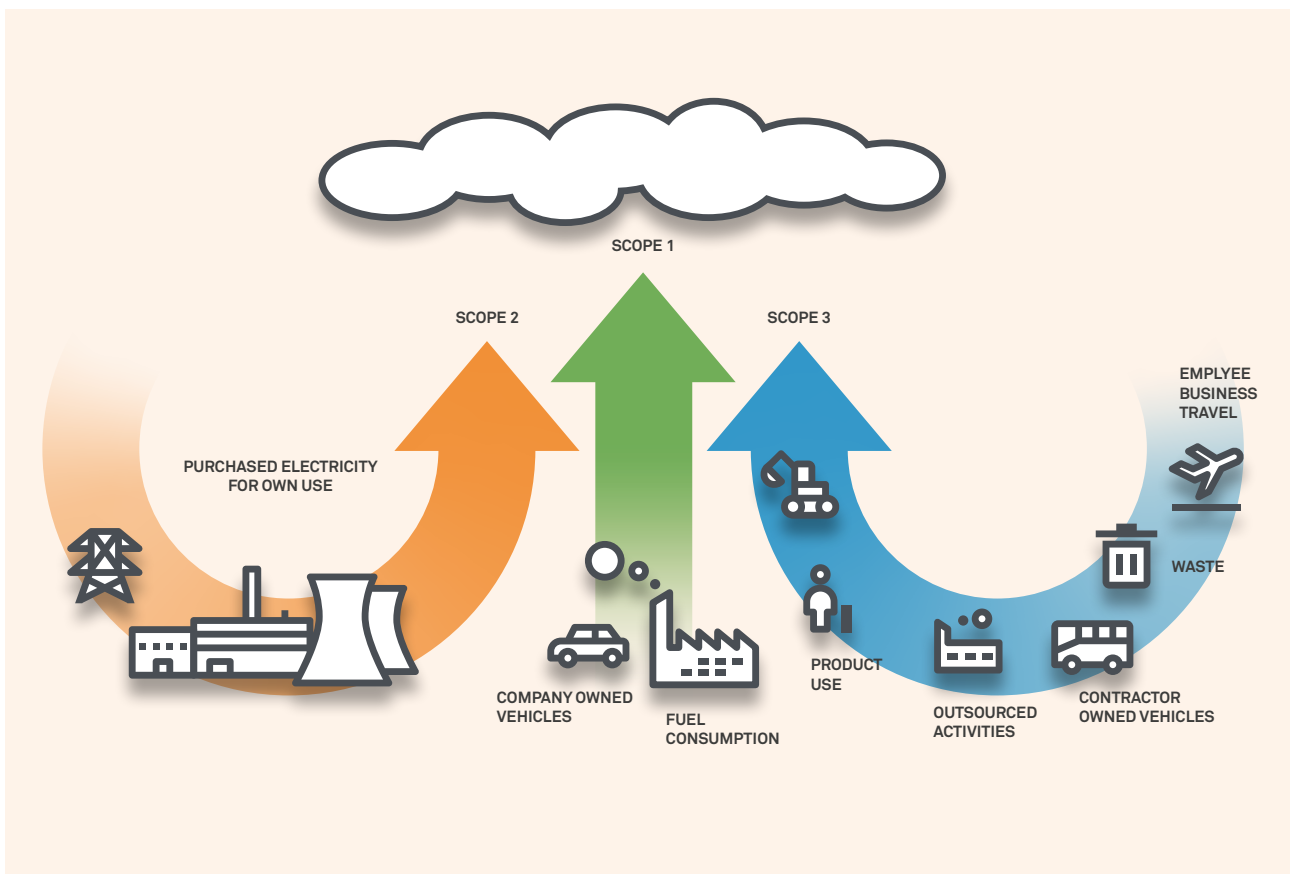 SCOPE 1
SCOPE 2
SCOPE 3
EMPLYEE
BUSINESS
TRAVEL
PURCHASED ELECTRICITY
FOR OWN USE
WASTE
PRODUCT
USE
COMPANY OWNED
VEHICLES
FUEL
CONSUMPTION
OUTSOURCED
ACTIVITIES
CONTRACTOR
OWNED VEHICLES